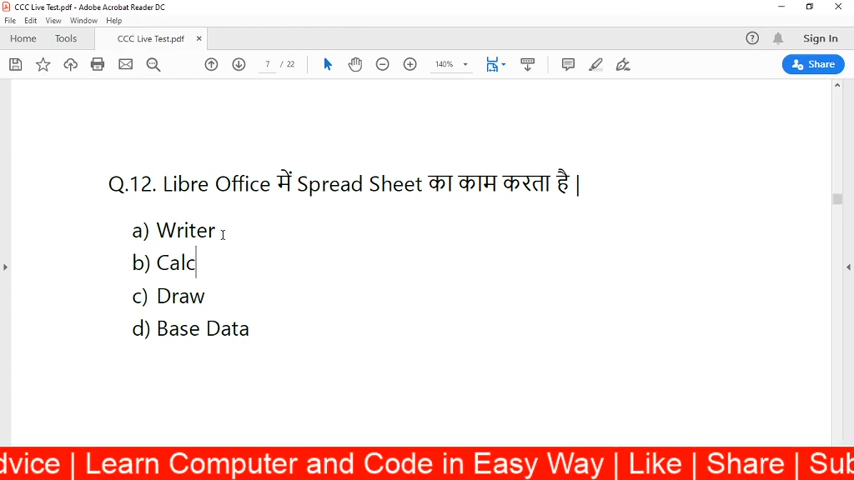 CCC Live Test.pdf - Adobe Acrobat Reader DC
File Edit View Window Help
Home Tools CCC Live Test.pdf × Sign In
7 / 22 140% Share
Q.12. Libre Office में Spread Sheet का काम करता है |
a) Writer
b) Calc
c) Draw
d) Base Data
dvice | Learn Computer and Code in Easy Way | Like | Share | Sub